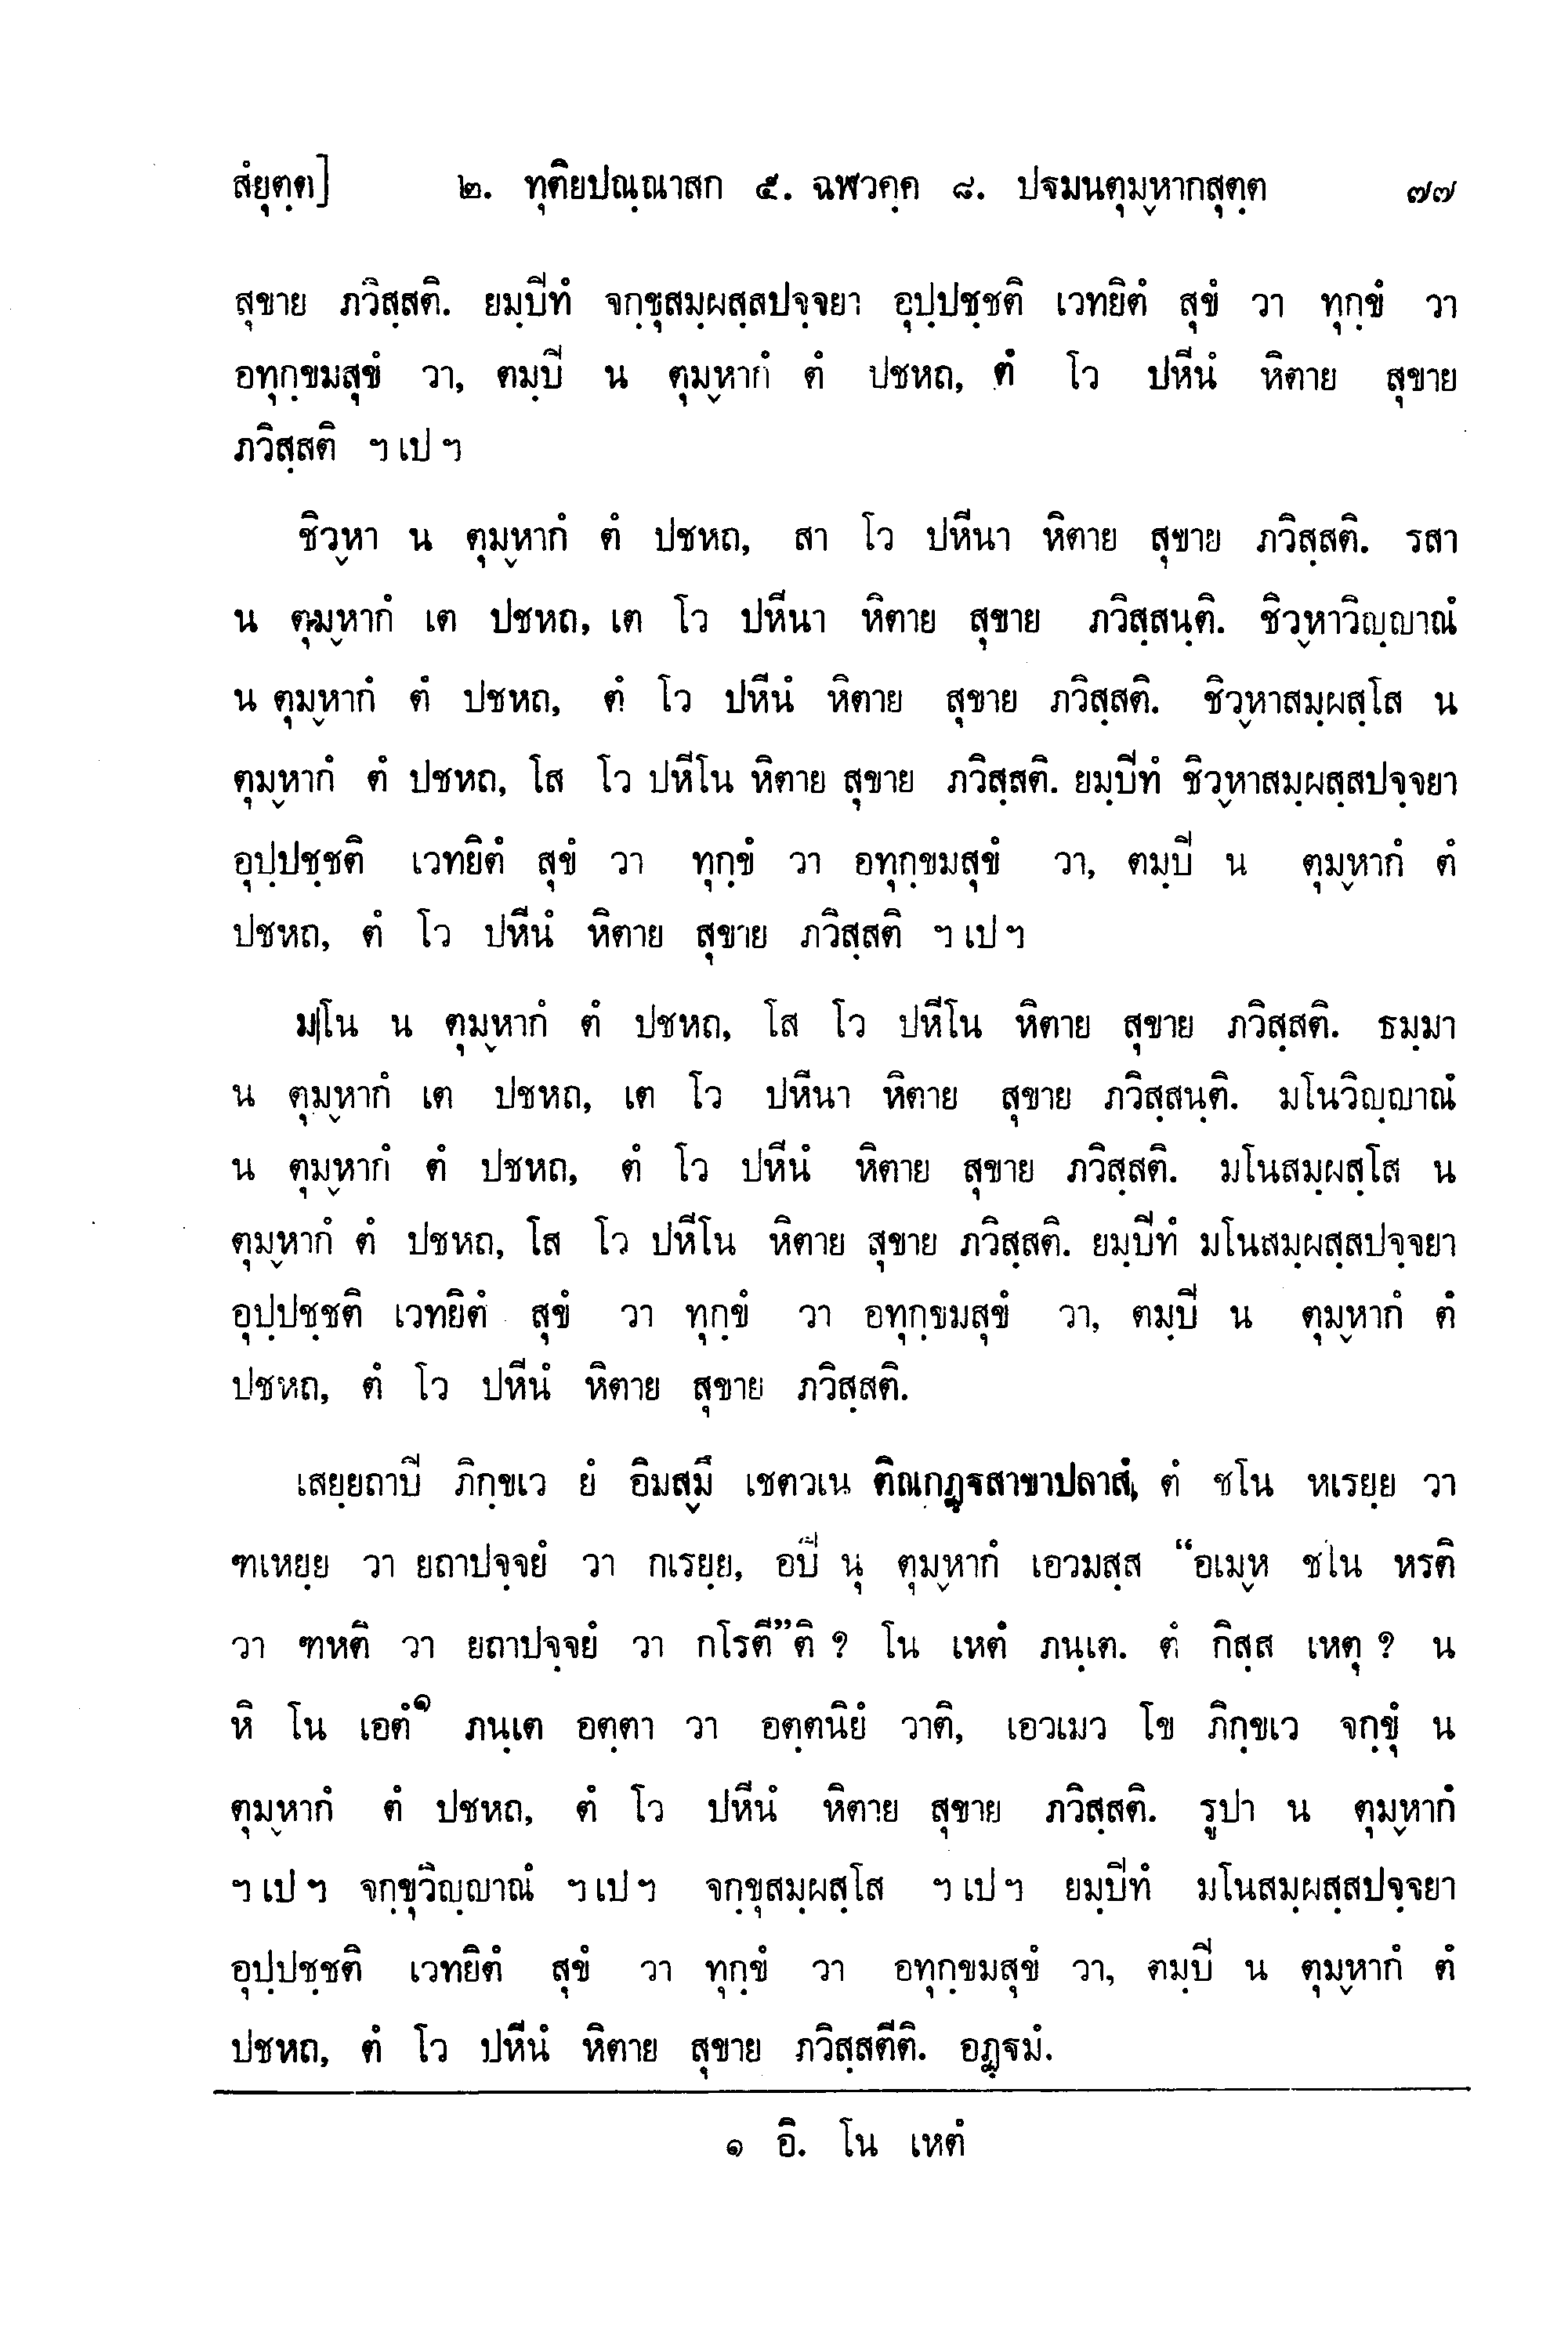 สํยุตฺต]  ๒. ทุติยปณฺณาสก ๕. ฉฬวคฺค ๘. ปฐมนตุมฺหากสุตฺต  ๗๗
สุขาย ภวิสฺสติ. ยมฺปีทํ จกฺขุสมฺผสฺสปจฺจยา อุปฺปชฺชติ เวทยิตํ สุขํ วา ทุกฺขํ วา
อทุกฺขมสุขํ วา, ตมฺปี น ตุมฺหากํ ตํ ปชหถ, ตํ โว ปหีนํ หิตาย สุขาย
ภวิสฺสติ ฯ เป ฯ
ชิวฺหา น ตุมฺหากํ ตํ ปชหถ, สา โว ปหีนา หิตาย สุขาย ภวิสฺสติ. รสา
น ตุมฺหากํ เต ปชหถ, เต โว ปหีนา หิตาย สุขาย ภวิสฺสนฺติ. ชิวฺหาวิญฺญาณํ
น ตุมฺหากํ ตํ ปชหถ, ตํ โว ปหีนํ หิตาย สุขาย ภวิสฺสติ. ชิวฺหาสมฺผสฺโส น
ตุมฺหากํ ตํ ปชหถ, โส โว ปหีโน หิตาย สุขาย ภวิสฺสติ. ยมฺปีทํ ชิวฺหาสมฺผสฺสปจฺจยา
อุปฺปชฺชติ เวทยิตํ สุขํ วา ทุกฺขํ วา อทุกฺขมสุขํ วา, ตมฺปี น ตุมฺหากํ ตํ
ปชหถ, ตํ โว ปหีนํ หิตาย สุขาย ภวิสฺสติ ฯ เป ฯ
มโน น ตุมฺหากํ ตํ ปชหถ, โส โว ปหีโน หิตาย สุขาย ภวิสฺสติ. ธมฺมา
น ตุมฺหากํ เต ปชหถ, เต โว ปหีนา หิตาย สุขาย ภวิสฺสนฺติ. มโนวิญฺญาณํ
น ตุมฺหากํ ตํ ปชหถ, ตํ โว ปหีนํ หิตาย สุขาย ภวิสฺสติ. มโนสมฺผสฺโส น
ตุมฺหากํ ตํ ปชหถ, โส โว ปหีโน หิตาย สุขาย ภวิสฺสติ. ยมฺปีทํ มโนสมฺผสฺสปจฺจยา
อุปฺปชฺชติ เวทยิตํ สุขํ วา ทุกฺขํ วา อทุกฺขมสุขํ วา, ตมฺปี น ตุมฺหากํ ตํ
ปชหถ, ตํ โว ปหีนํ หิตาย สุขาย ภวิสฺสติ.
เสยฺยถาปี ภิกฺขเว ยํ อิมสฺมึ เชตวเน ติณกฏฺฐสาขาปลาสํ, ตํ ชโน หเรยฺย วา
ฑเหยฺย วา ยถาปจฺจยํ วา กเรยฺย, อปี นุ ตุมฺหากํ เอวมสฺส “อเมฺห ชโน หรติ
วา ฑหติ วา ยถาปจฺจยํ วา กโรตี”ติ ? โน เหตํ ภนฺเต. ตํ กิสฺส เหตุ ? น
หิ โน เอตํ๑ ภนฺเต อตฺตา วา อตฺตนิยํ วาติ, เอวเมว โข ภิกฺขเว จกฺขุํ น
ตุมฺหากํ ตํ ปชหถ, ตํ โว ปหีนํ หิตาย สุขาย ภวิสฺสติ. รูปา น ตุมฺหากํ
ฯ เป ฯ จกฺขุวิญฺญาณํ ฯ เป ฯ จกฺขุสมฺผสฺโส ฯ เป ฯ ยมฺปีทํ มโนสมฺผสฺสปจฺจยา
อุปฺปชฺชติ เวทยิตํ สุขํ วา ทุกฺขํ วา อทุกฺขมสุขํ วา, ตมฺปี น ตุมฺหากํ ตํ
ปชหถ, ตํ โว ปหีนํ หิตาย สุขาย ภวิสฺสตีติ. อฏฺฐมํ.
๑ อิ. โน เหตํ